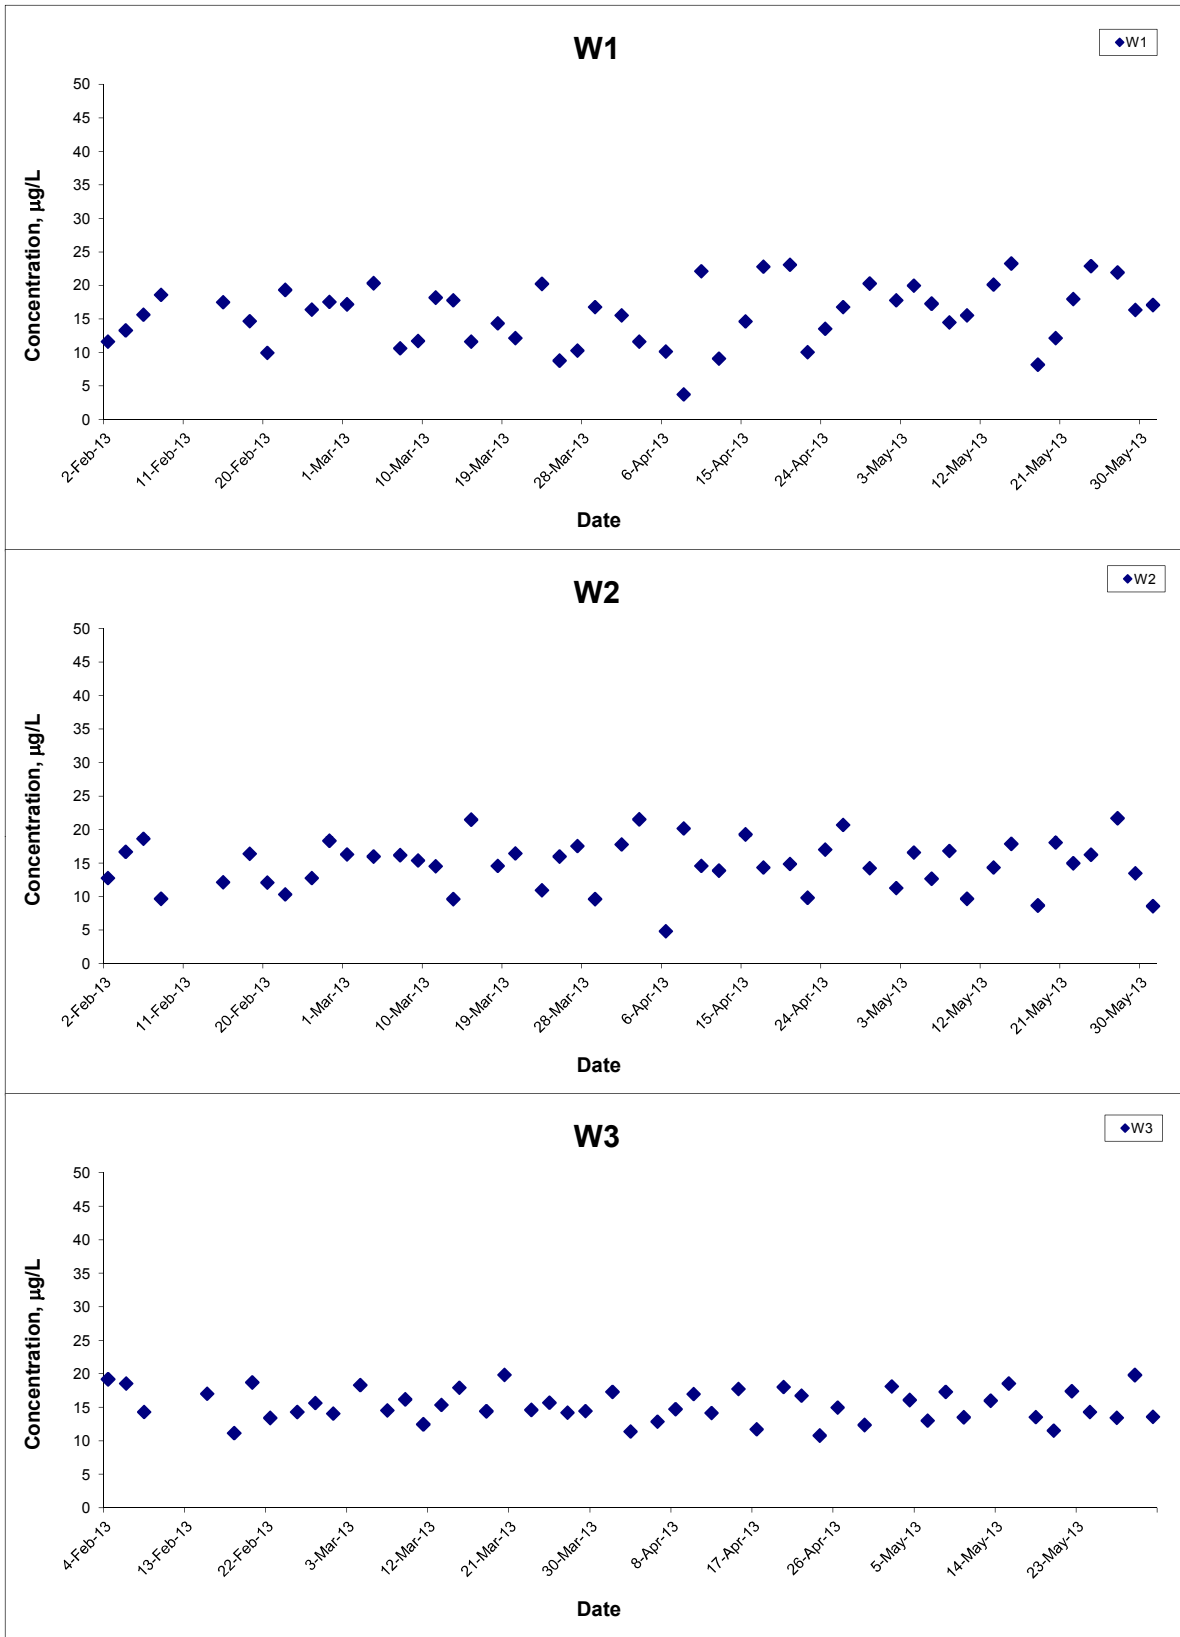 W1
W1
50
45
40
35
30
25
20
15
10
5
0
Concentration, µg/L
2-Feb-13
11-Feb-13
20-Feb-13
1-Mar-13
10-Mar-13
19-Mar-13
28-Mar-13
6-Apr-13
15-Apr-13
24-Apr-13
3-May-13
12-May-13
21-May-13
30-May-13
Date
W2
W2
50
45
40
35
30
25
20
15
10
5
0
Concentration, µg/L
2-Feb-13
11-Feb-13
20-Feb-13
1-Mar-13
10-Mar-13
19-Mar-13
28-Mar-13
6-Apr-13
15-Apr-13
24-Apr-13
3-May-13
12-May-13
21-May-13
30-May-13
Date
W3
W3
50
45
40
35
30
25
20
15
10
5
0
Concentration, µg/L
4-Feb-13
13-Feb-13
22-Feb-13
3-Mar-13
12-Mar-13
21-Mar-13
30-Mar-13
8-Apr-13
17-Apr-13
26-Apr-13
5-May-13
14-May-13
23-May-13
Date